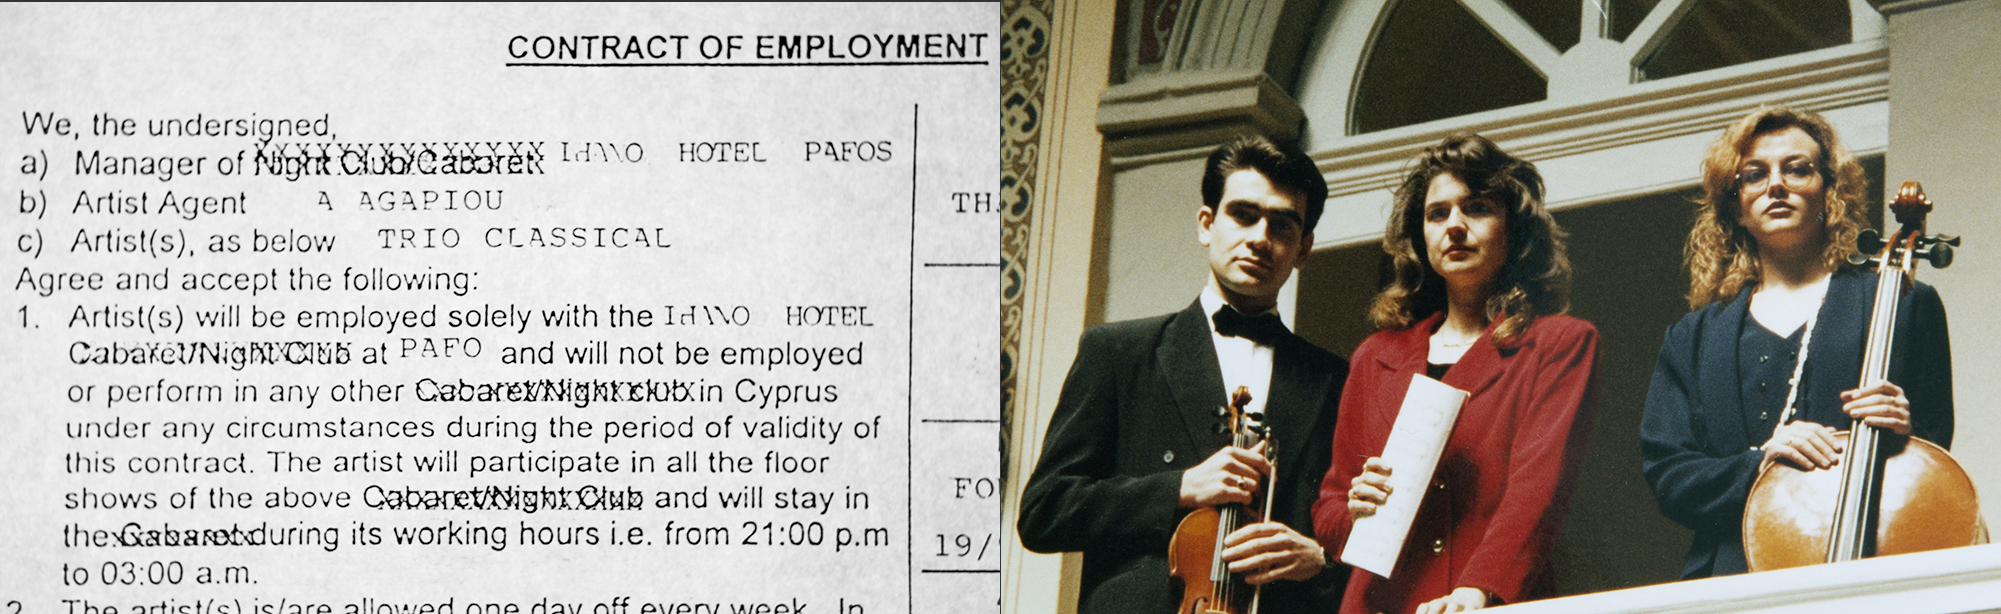 CONTRACT OF EMPLOYMENT
We, the undersigned,
a) Manager of Night Club/Cabaret HOTEL PAFOS
b) Artist Agent A AGAPIOU
c) Artist(s), as below TRIO CLASSICAL
Agree and accept the following:
1. Artist(s) will be employed solely with the HOTEL
Cabaret/Night Club at PAFO and will not be employed
or perform in any other Cabaret/Night club in Cyprus
under any circumstances during the period of validity of
this contract. The artist will participate in all the floor
shows of the above Cabaret/Night Club and will stay in
the Cabaret during its working hours i.e. from 21:00 p.m
to 03:00 a.m.
2. The artist(s) is/are allowed one day off every week. In
TH
FO
19/